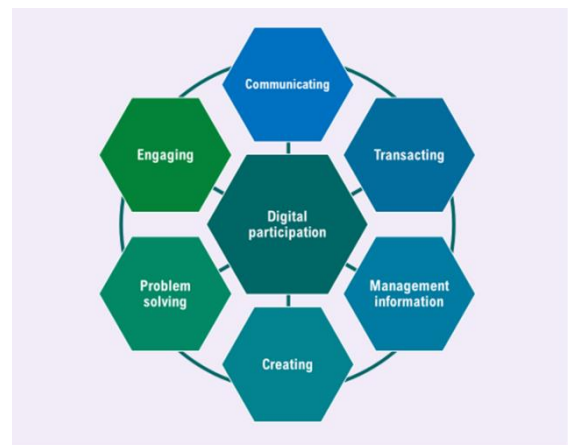 Communicating
Engaging
Transacting
Digital
participation
Problem
solving
Management
information
Creating